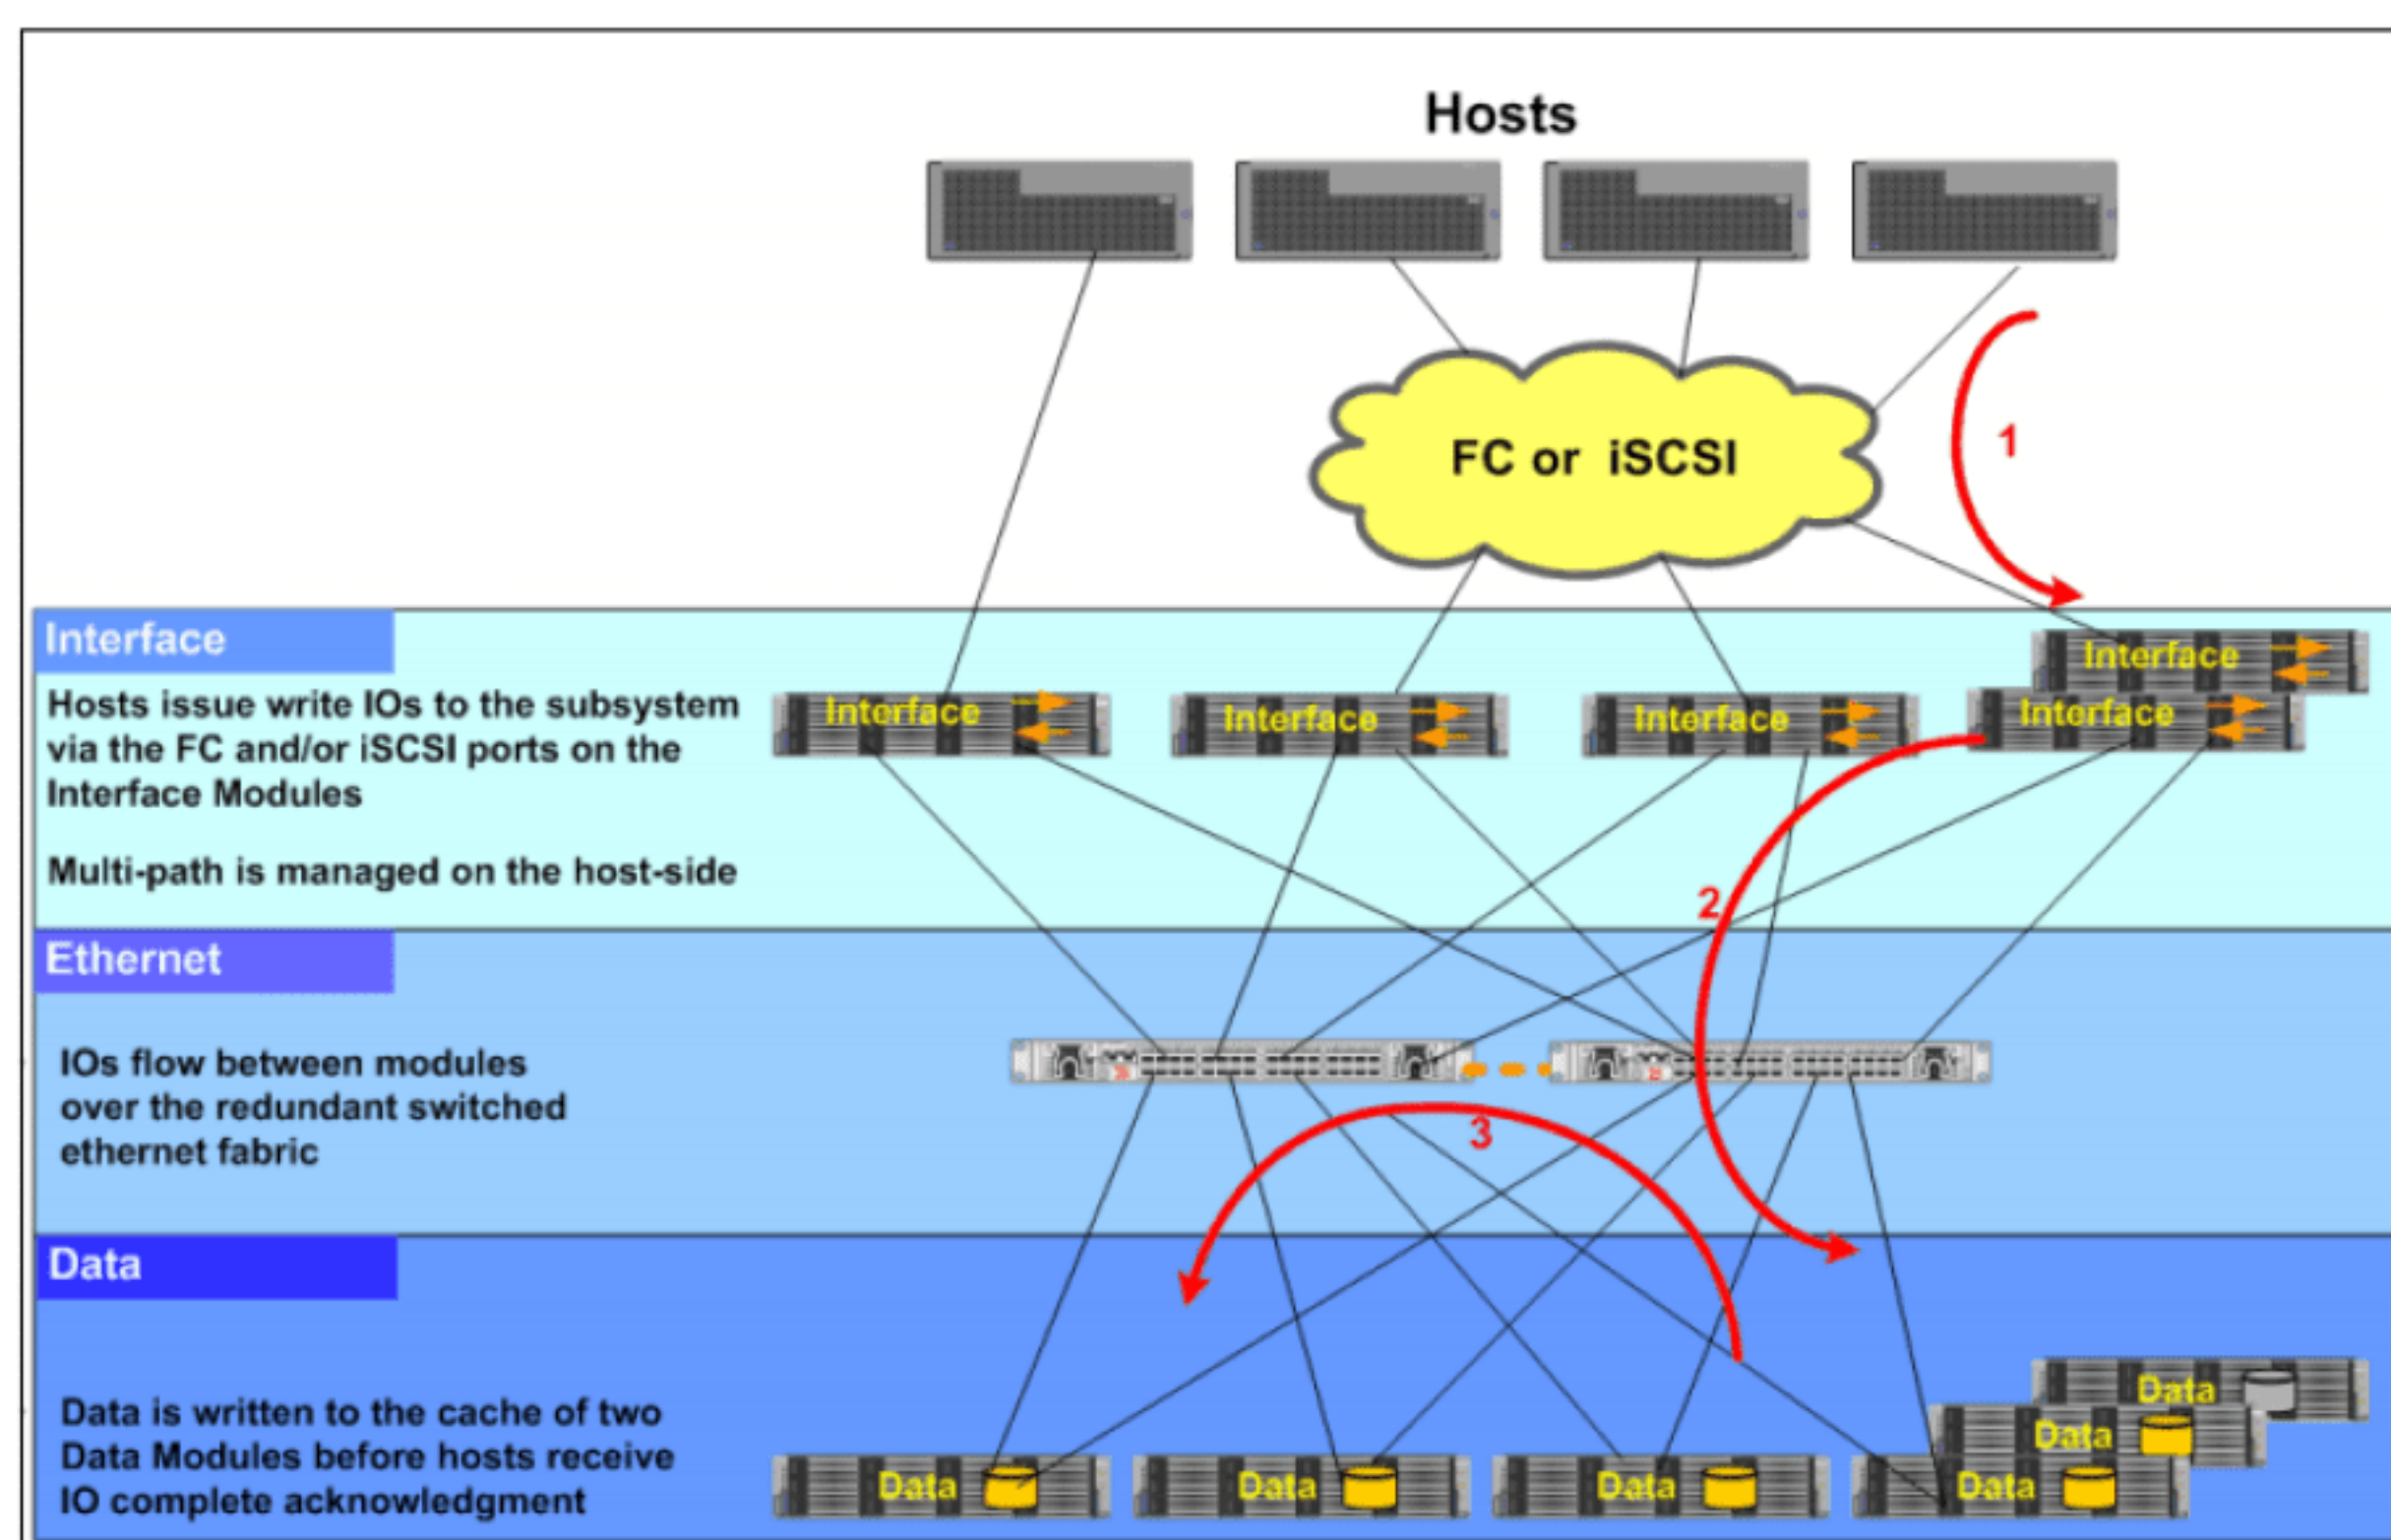 Hosts
FC or iSCSI
1
Interface
Hosts issue write IOs to the subsystem
via the FC and/or iSCSI ports on the
Interface Modules
Multi-path is managed on the host-side
Interface
Interface
Interface
Interface
Interface
2
Ethernet
IOs flow between modules
over the redundant switched
ethernet fabric
3
Data
Data is written to the cache of two
Data Modules before hosts receive
IO complete acknowledgment
Data
Data
Data
Data
Data
Data